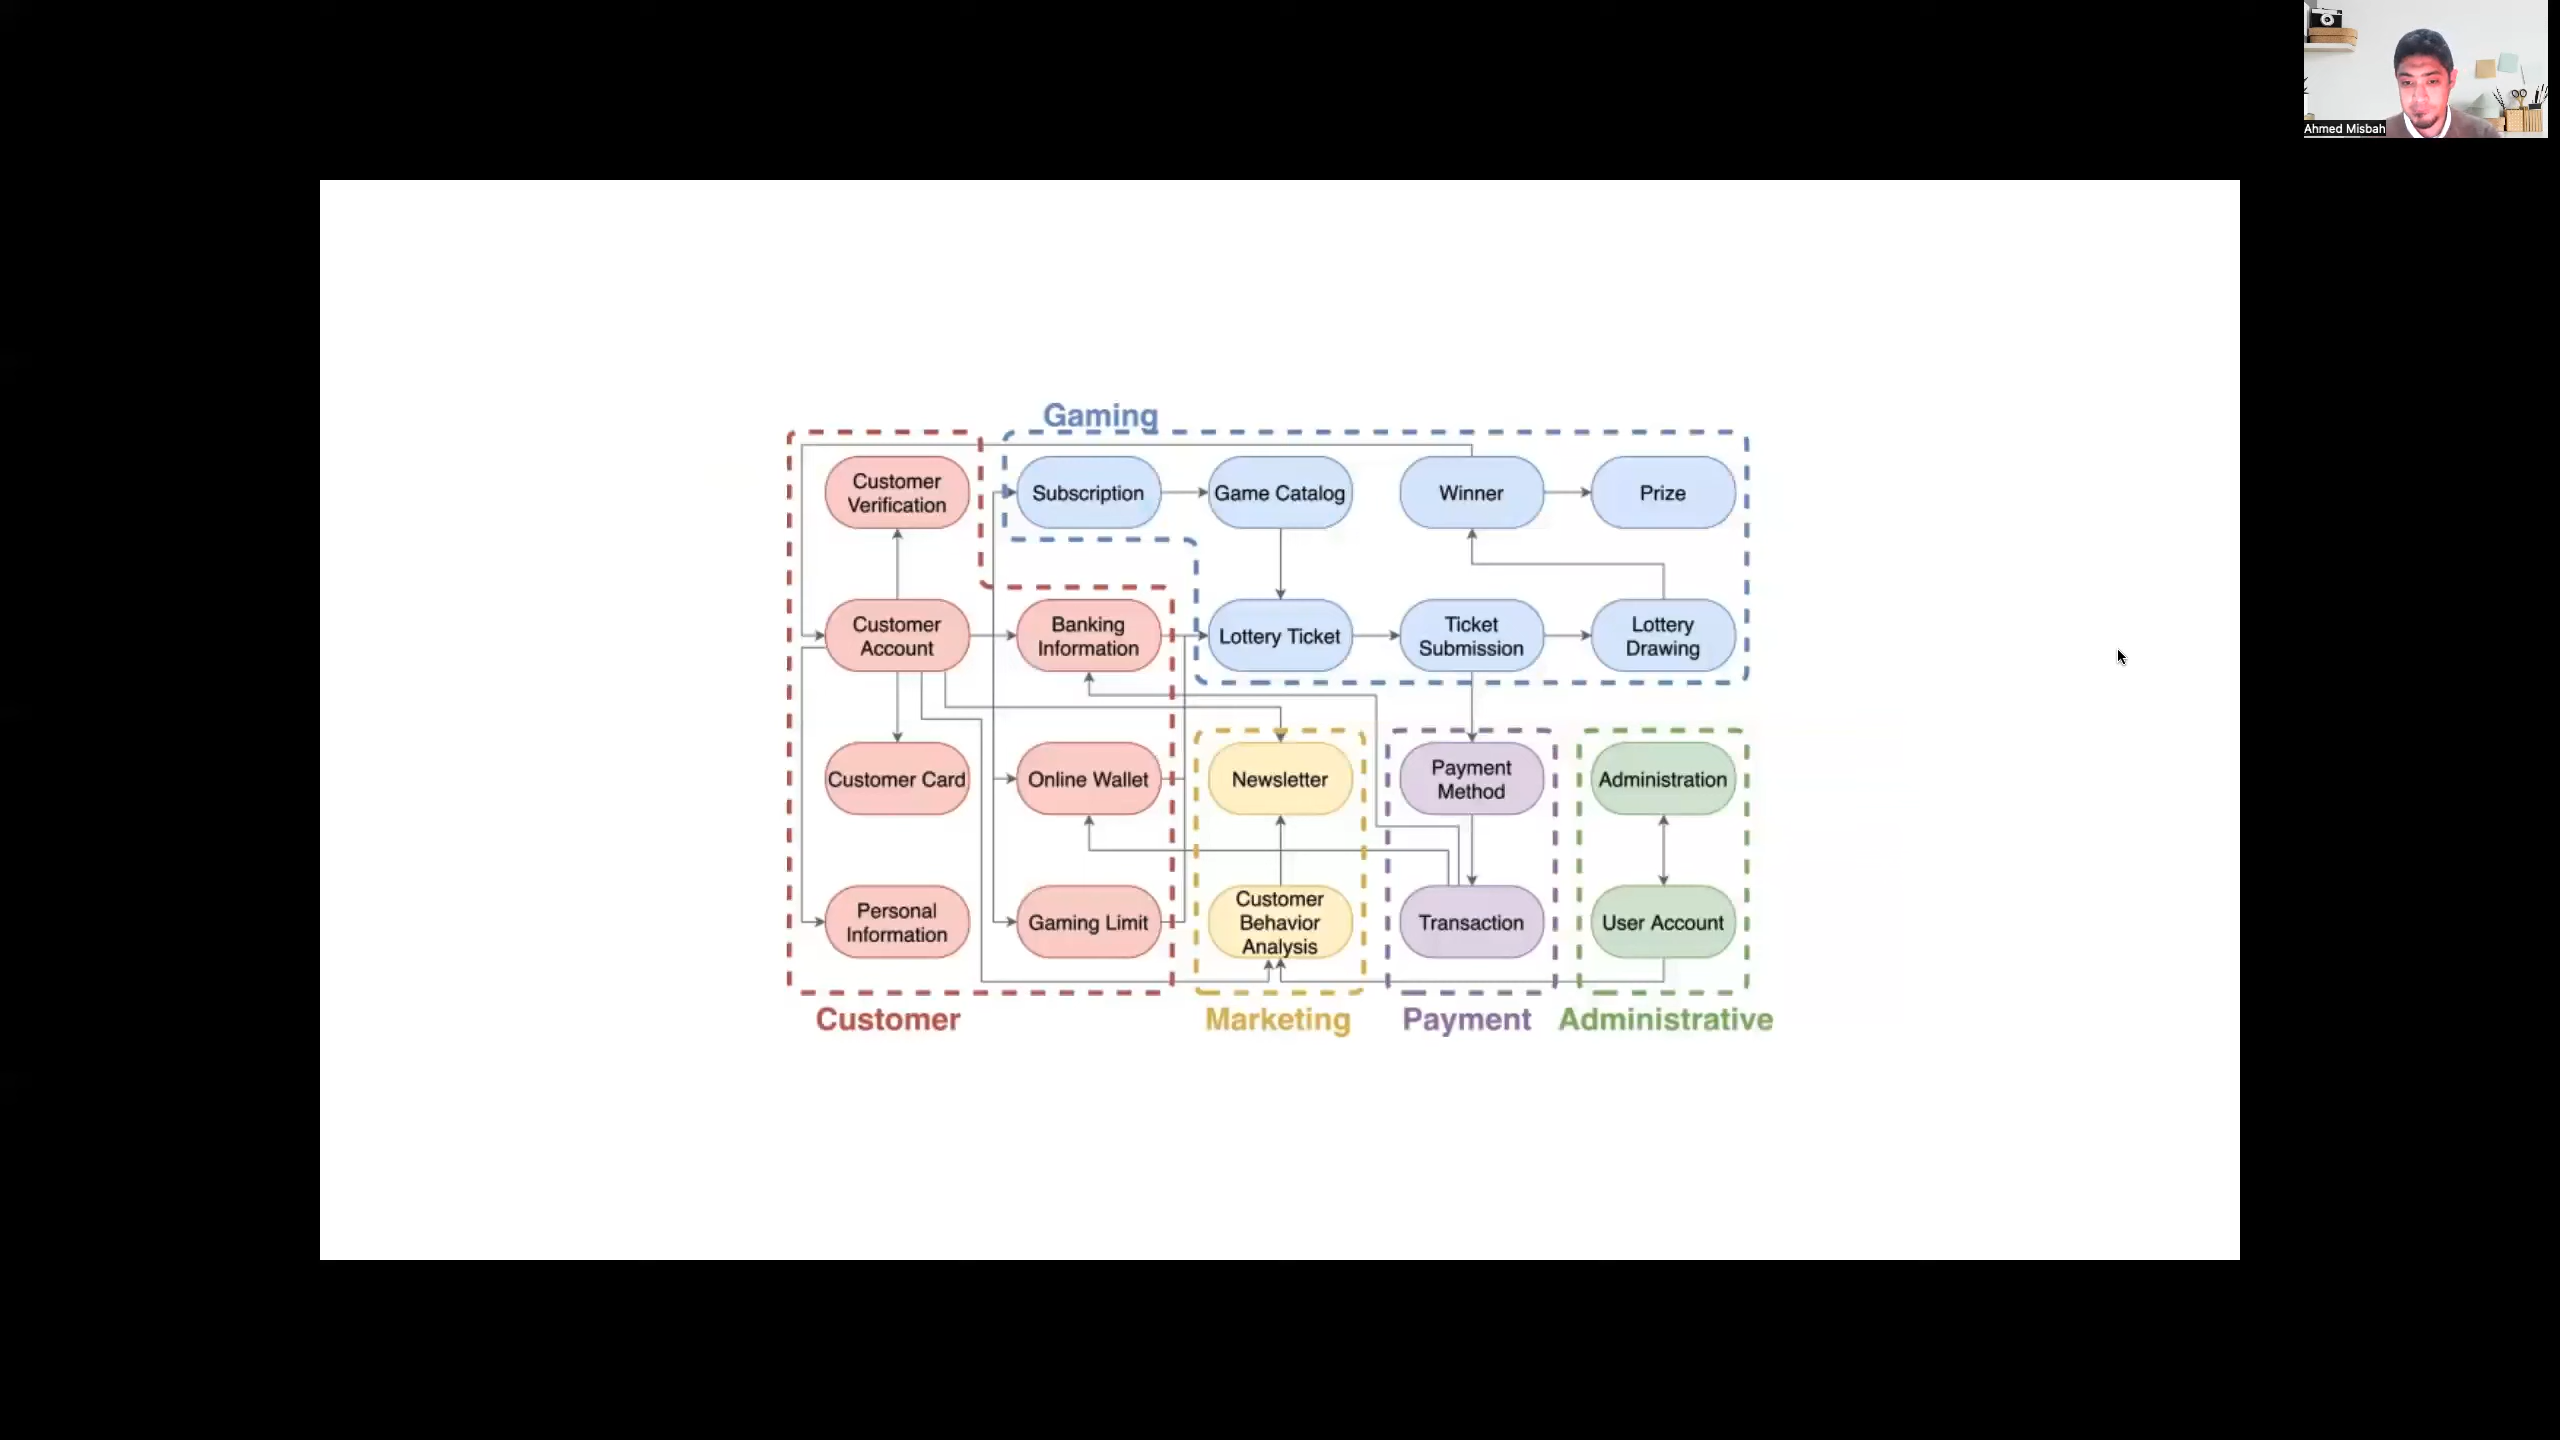 Ahmed Misbah
Gaming
Customer
Verification
Subscription
Game Catalog
Winner
Prize
Customer
Account
Banking
Information
Lottery Ticket
Ticket
Submission
Lottery
Drawing
Customer Card
Online Wallet
Newsletter
Payment
Method
Administration
Personal
Information
Gaming Limit
Customer
Behavior
Analysis
Transaction
User Account
Customer
Marketing
Payment
Administrative